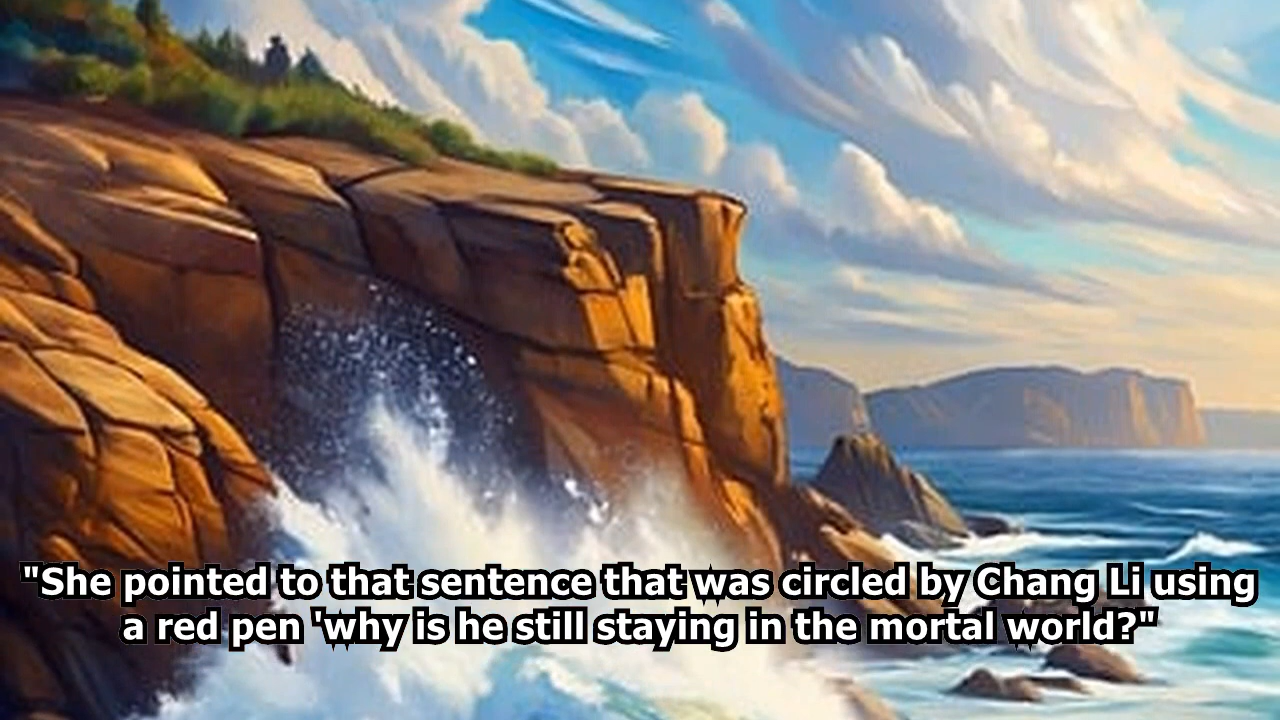 "She pointed to that sentence that was circled by Chang Li using
a red pen 'why is he still staying in the mortal world?"